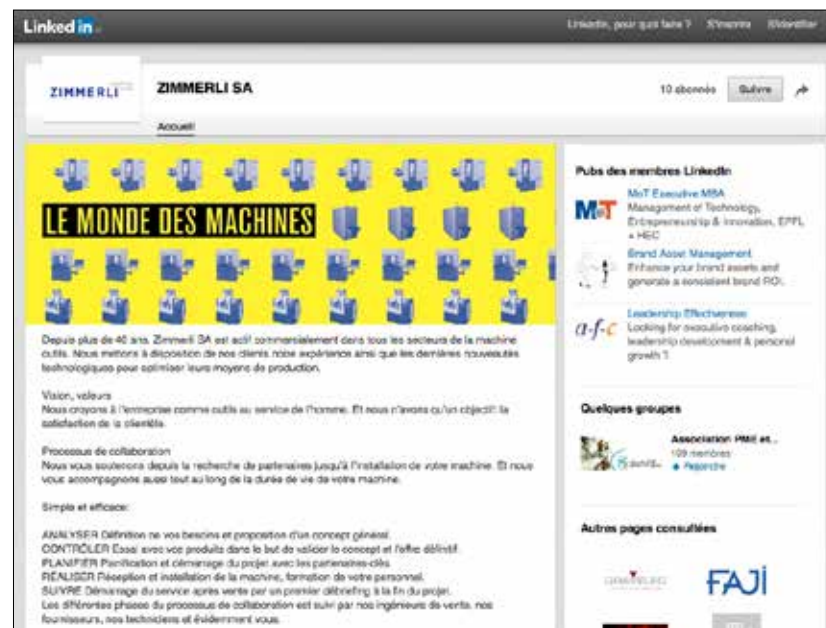 Linked in
LinkedIn, pour quoi faire ? S'inscrire S'identifier
ZIMMERLI
ZIMMERLI SA
10 abonnés Suivre
Accueil
LE MONDE DES MACHINES
Depuis plus de 40 ans, Zimmerli SA est actif commercialement dans tous les secteurs de la machine
outils. Nous mettons à disposition de nos clients notre expérience ainsi que les dernières nouveautés
technologiques pour optimiser leurs moyens de production.
Vision, valeurs
Nous croyons à l'entreprise comme outils au service de l'homme. Et nous n'avons qu'un objectif: la
satisfaction de la clientèle.
Processus de collaboration
Nous vous soutenons depuis la recherche de partenaires jusqu'à l'installation de votre machine. Et nous
vous accompagnons aussi tout au long de la durée de vie de votre machine.
Simple et efficace:
ANALYSER Définition de vos besoins et proposition d'un concept général.
CONTRÔLER Essai avec vos produits dans le but de valider le concept et l'offre définitif.
PLANIFIER Planification et démarrage du projet avec les partenaires-clés.
RÉALISER Réception et installation de la machine, formation de votre personnel.
SUIVRE Démarrage du service après vente par un premier débriefing à la fin du projet.
Les différentes phases du processus de collaboration est suivi par nos ingénieurs de vente, nos
fournisseurs, nos techniciens et évidemment vous.
Pubs des membres LinkedIn
MoT
MoT Executive MBA
Management of Technology,
Entrepreneurship & Innovation, EPFL
+ HEC
Brand Asset Management
Enhance your brand assets and
generate a consistent brand ROI.
a-f-c
Leadership Effectiveness
Looking for executive coaching,
leadership development & personal
growth ?
Quelques groupes
Association PME et...
109 membres
Rejoindre
Autres pages consultées
FAJI